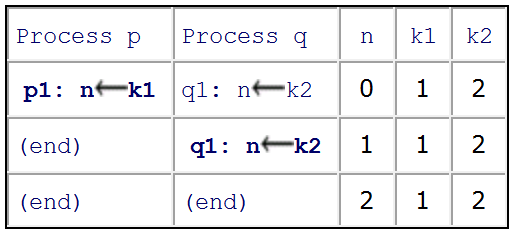 Process p Process q n k1 k2
p1: n←k1 q1: n←k2 0 1 2
(end) q1: n←k2 1 1 2
(end) (end) 2 1 2